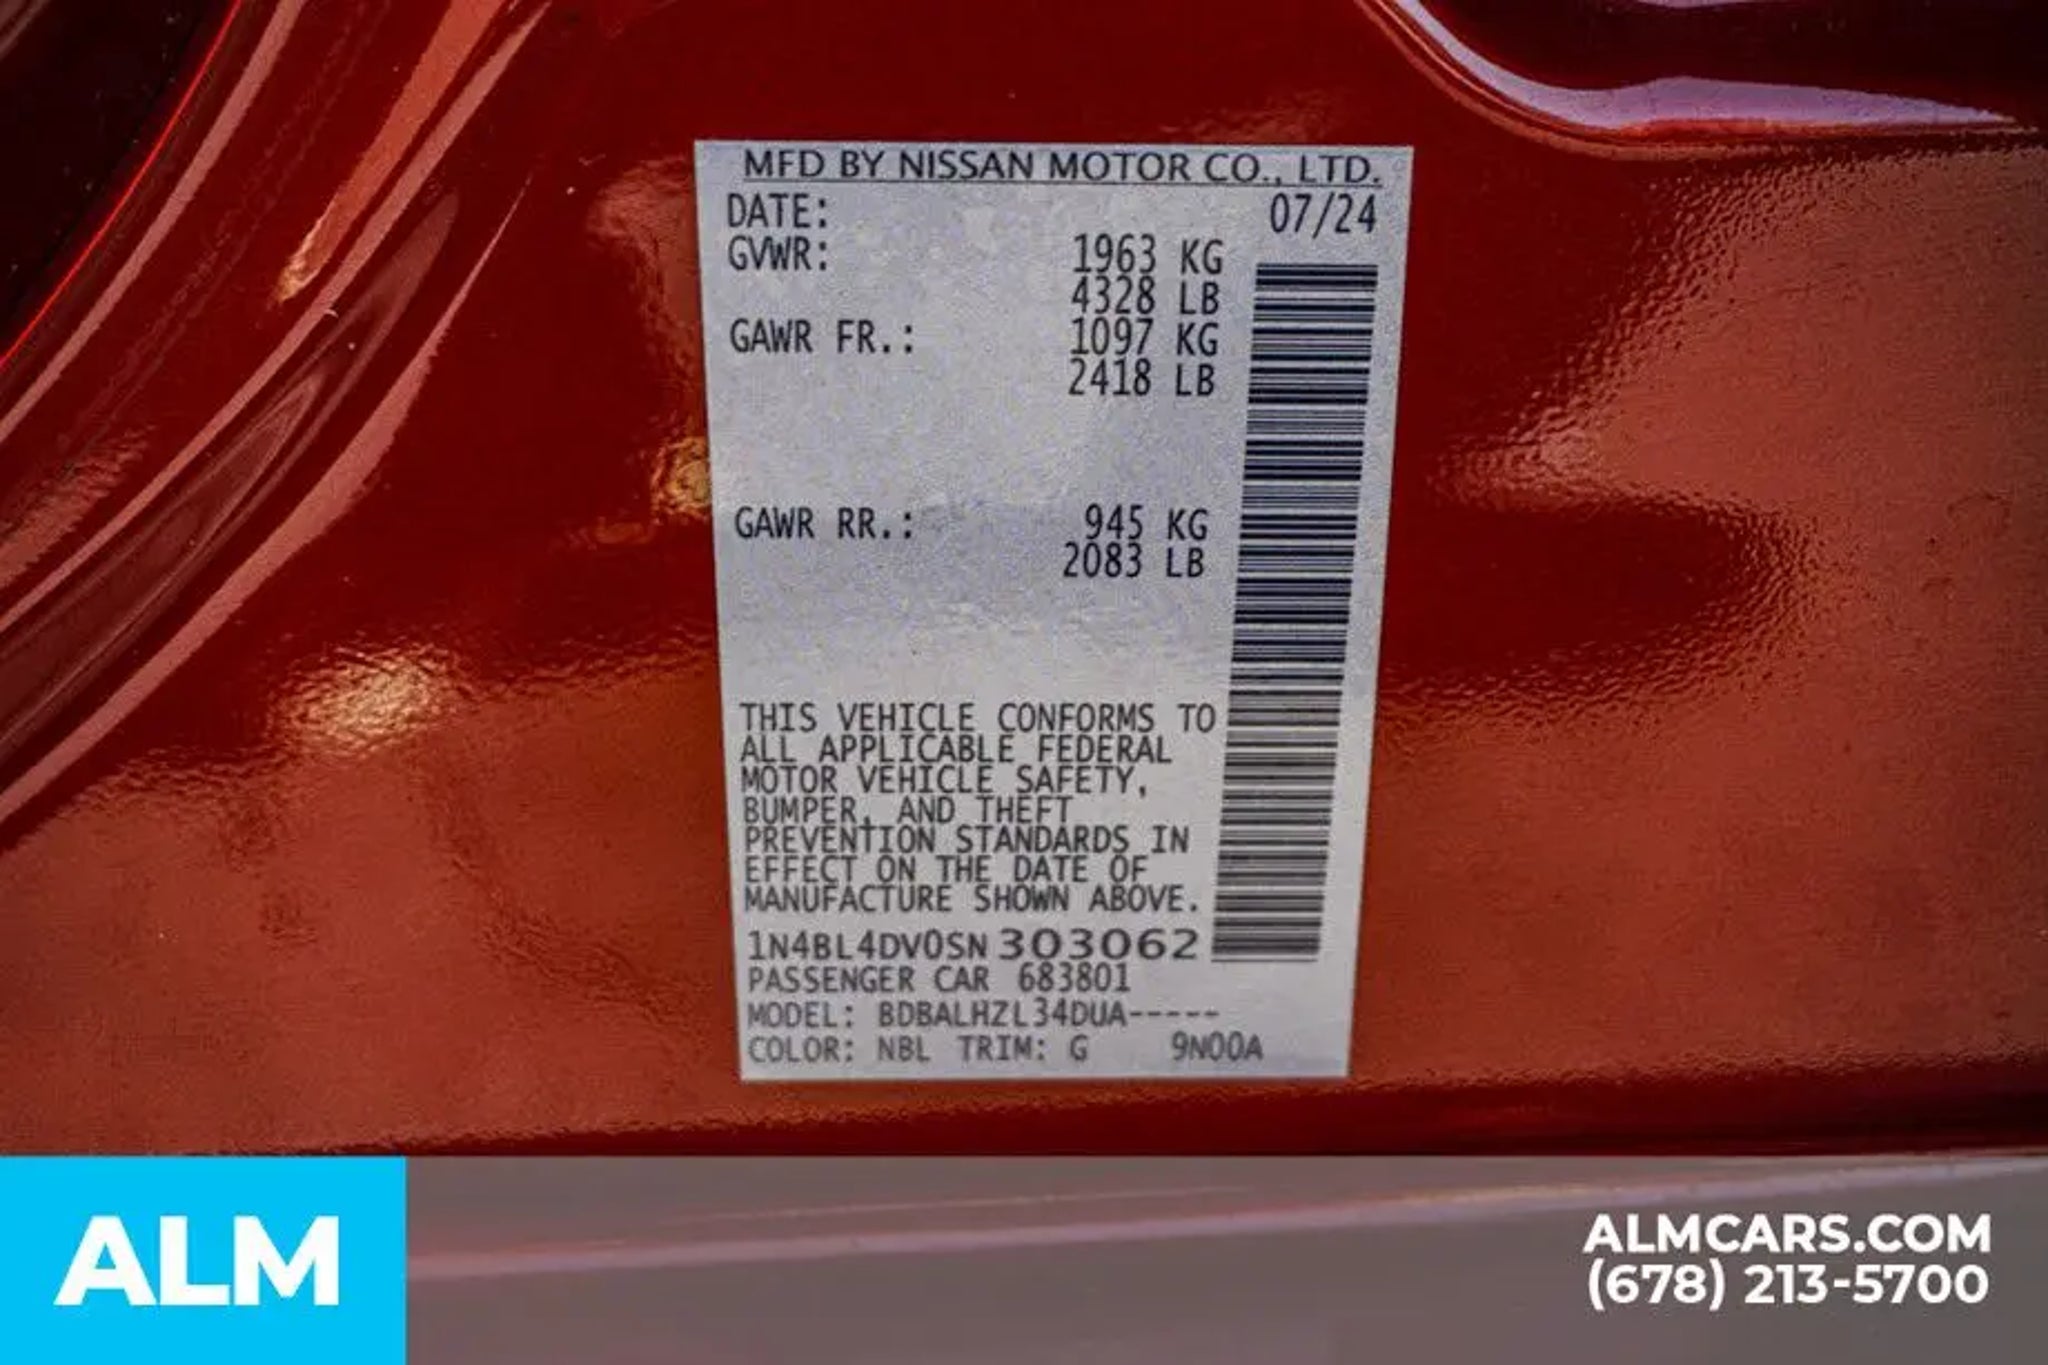 MFD BY NISSAN MOTOR CO., LTD.
DATE: 07/24
GVWR: 1963 KG
4328 LB
GAWR FR.: 1097 KG
2418 LB
GAWR RR.: 945 KG
2083 LB
THIS VEHICLE CONFORMS TO
ALL APPLICABLE FEDERAL
MOTOR VEHICLE SAFETY,
BUMPER, AND THEFT
PREVENTION STANDARDS IN
EFFECT ON THE DATE OF
MANUFACTURE SHOWN ABOVE.
1N4BL4DV0SN303062
PASSENGER CAR 683801
MODEL: BDBALHZL34DUA-----
COLOR: NBL TRIM: G 9N00A
ALM
ALMCARS.COM
(678) 213-5700